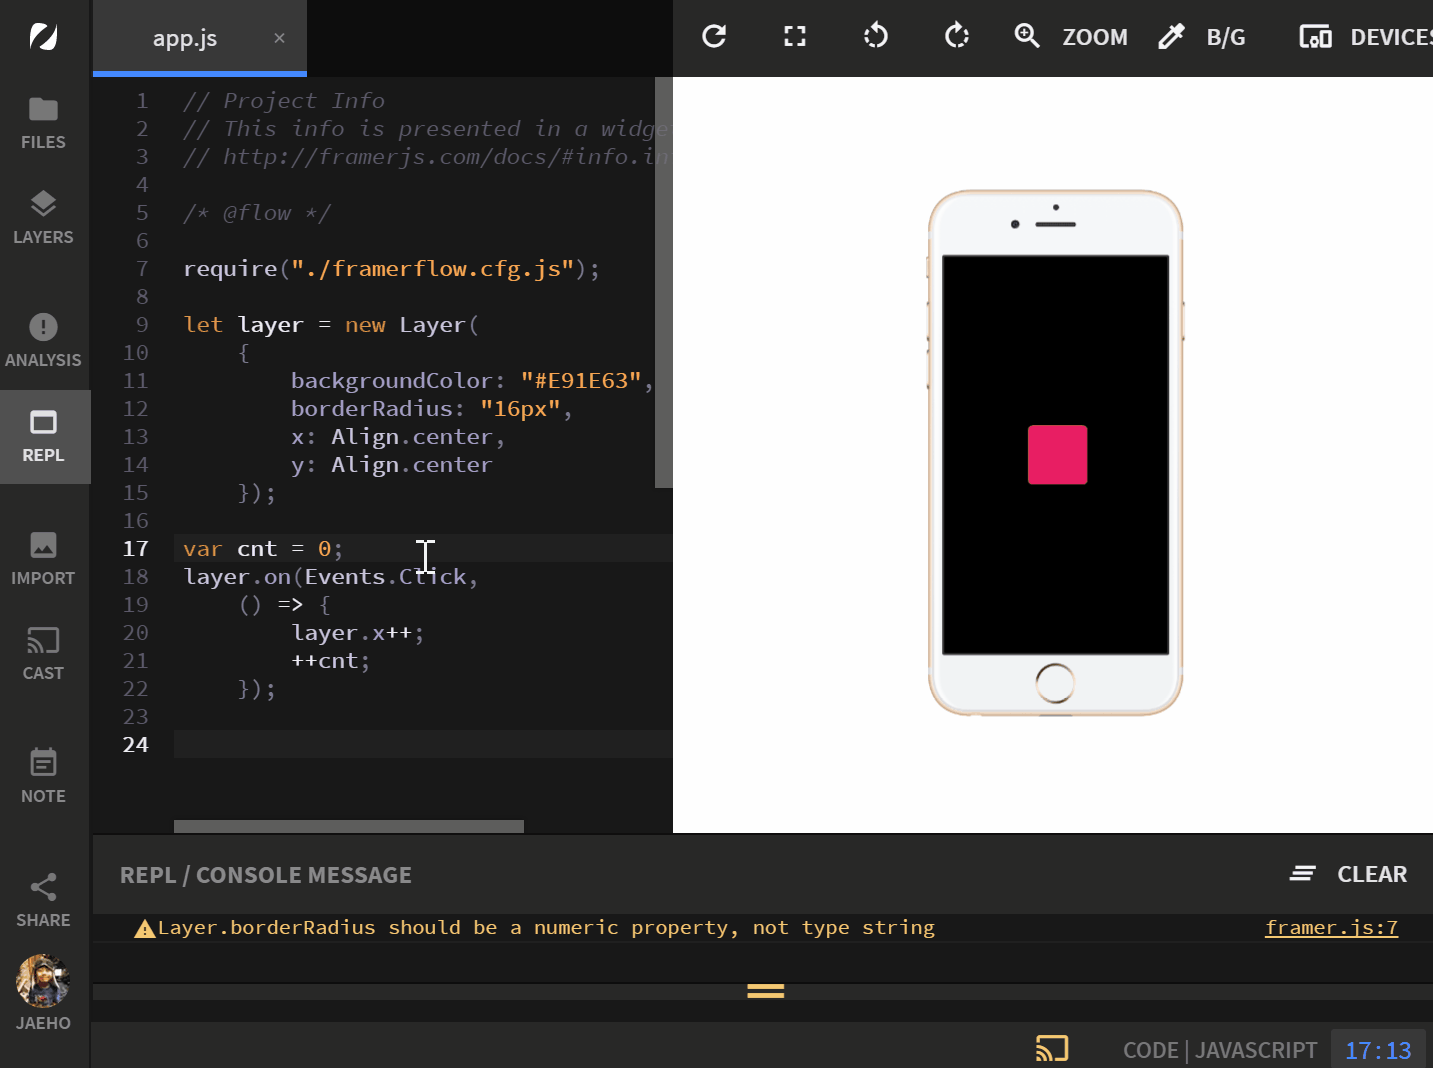 app.js ×
ZOOM B/G DEVICES
FILES
LAYERS
ANALYSIS
REPL
IMPORT
CAST
NOTE
SHARE
JAEHO
1 // Project Info
2 // This info is presented in a widge
3 // http://framerjs.com/docs/#info.in
4
5 /* @flow */
6
7 require("./framerflow.cfg.js");
8
9 let layer = new Layer(
10 {
11 backgroundColor: "#E91E63",
12 borderRadius: "16px",
13 x: Align.center,
14 y: Align.center
15 });
16
17 var cnt = 0;
18 layer.on(Events.Click,
19 () => {
20 layer.x++;
21 ++cnt;
22 });
23
24
REPL / CONSOLE MESSAGE CLEAR
Layer.borderRadius should be a numeric property, not type string framer.js:7
CODE | JAVASCRIPT 17:13